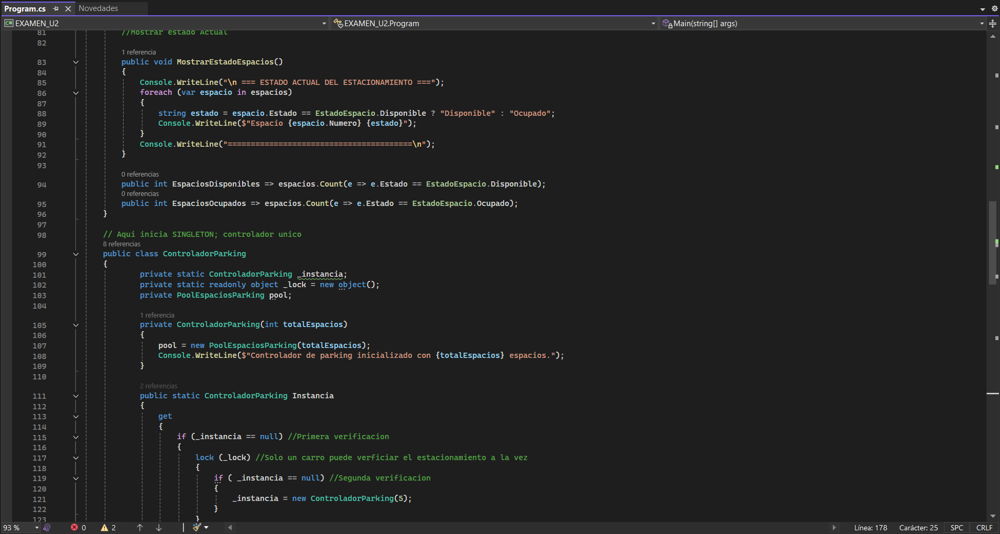 Program.cs Novedades
EXAMEN_U2 EXAMEN_U2.Program Main(string[] args)
81 //Mostrar estado Actual
82
1 referencia
83 public void MostrarEstadoEspacios()
84 {
85 Console.WriteLine("\n === ESTADO ACTUAL DEL ESTACIONAMIENTO ===");
86 foreach (var espacio in espacios)
87 {
88 string estado = espacio.Estado == EstadoEspacio.Disponible ? "Disponible" : "Ocupado";
89 Console.WriteLine($"Espacio {espacio.Numero} {estado}");
90 }
91 Console.WriteLine("========================================\n");
92 }
93
0 referencias
94 public int EspaciosDisponibles => espacios.Count(e => e.Estado == EstadoEspacio.Disponible);
0 referencias
95 public int EspaciosOcupados => espacios.Count(e => e.Estado == EstadoEspacio.Ocupado);
96 }
97
98 // Aqui inicia SINGLETON; controlador unico
8 referencias
99 public class ControladorParking
100 {
101 private static ControladorParking _instancia;
102 private static readonly object _lock = new object();
103 private PoolEspaciosParking pool;
104
1 referencia
105 private ControladorParking(int totalEspacios)
106 {
107 pool = new PoolEspaciosParking(totalEspacios);
108 Console.WriteLine($"Controlador de parking inicializado con {totalEspacios} espacios.");
109 }
110
2 referencias
111 public static ControladorParking Instancia
112 {
113 get
114 {
115 if (_instancia == null) //Primera verificacion
116 {
117 lock (_lock) //Solo un carro puede verficiar el estacionamiento a la vez
118 {
119 if ( _instancia == null) //Segunda verificacion
120 {
121 _instancia = new ControladorParking(5);
122 }
123 }
93 % 0 2 Línea: 178 Carácter: 25 SPC CRLF